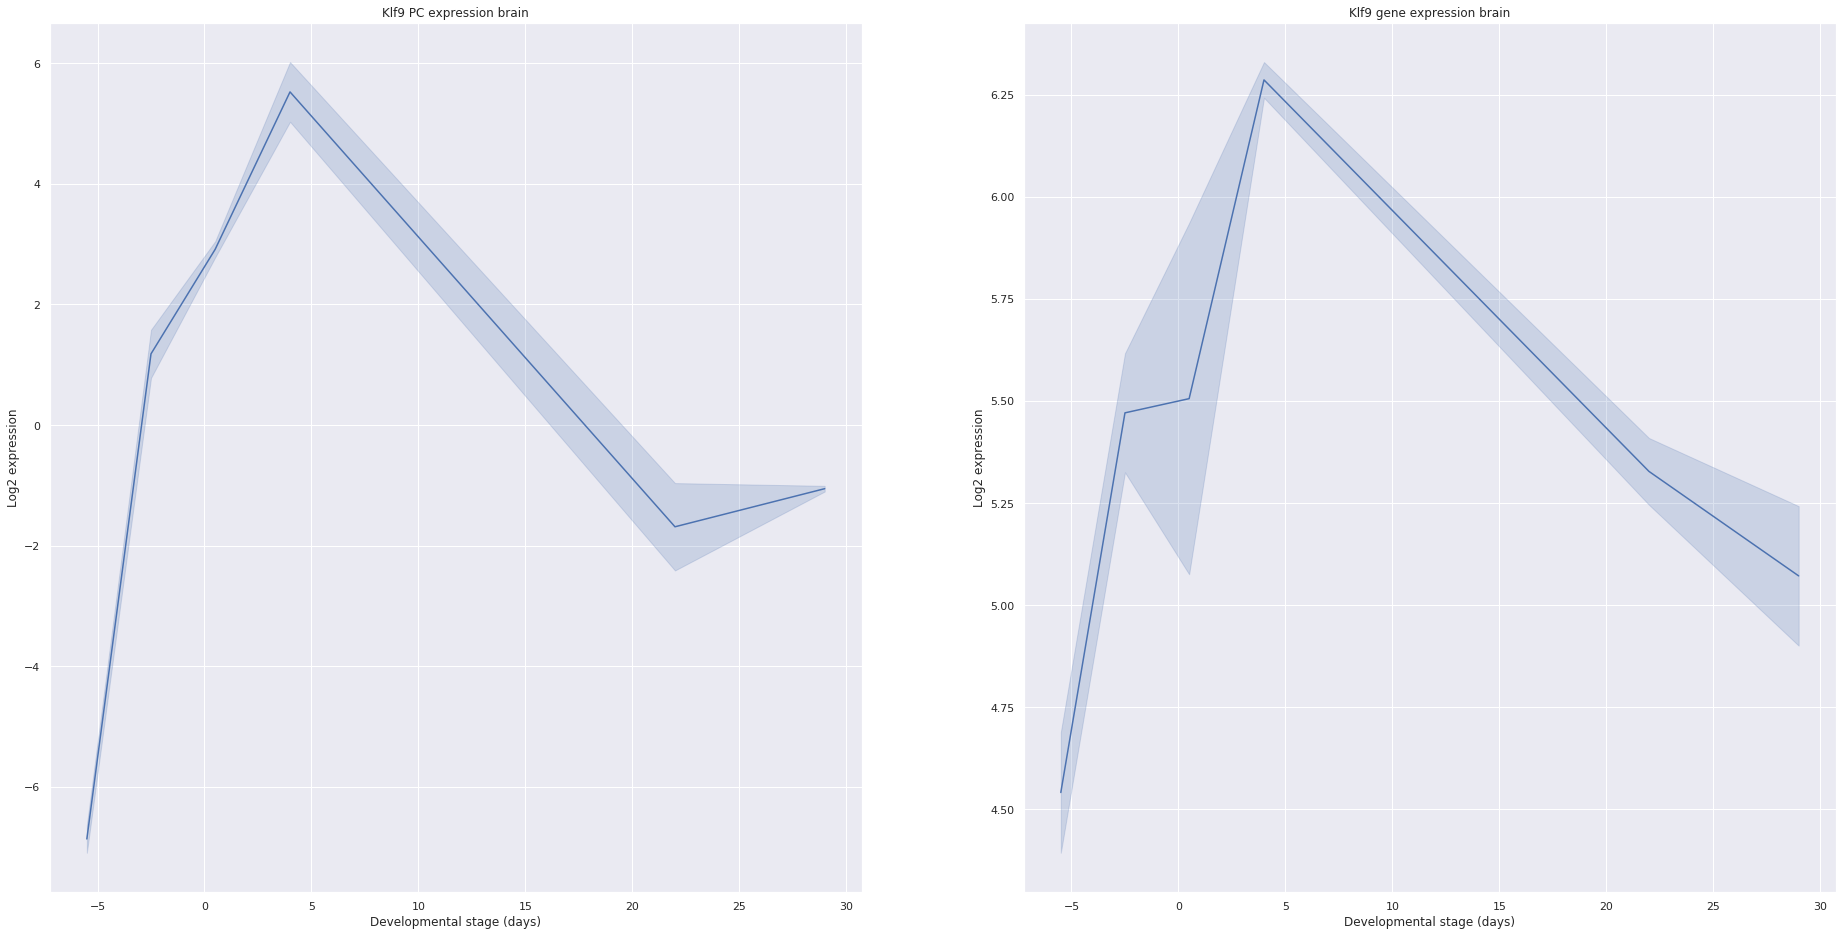 Klf9 PC expression brain
6
4
2
0
−2
−4
−6
Log2 expression
−5 0 5 10 15 20 25 30
Developmental stage (days)
Klf9 gene expression brain
6.25
6.00
5.75
5.50
5.25
5.00
4.75
4.50
Log2 expression
−5 0 5 10 15 20 25 30
Developmental stage (days)